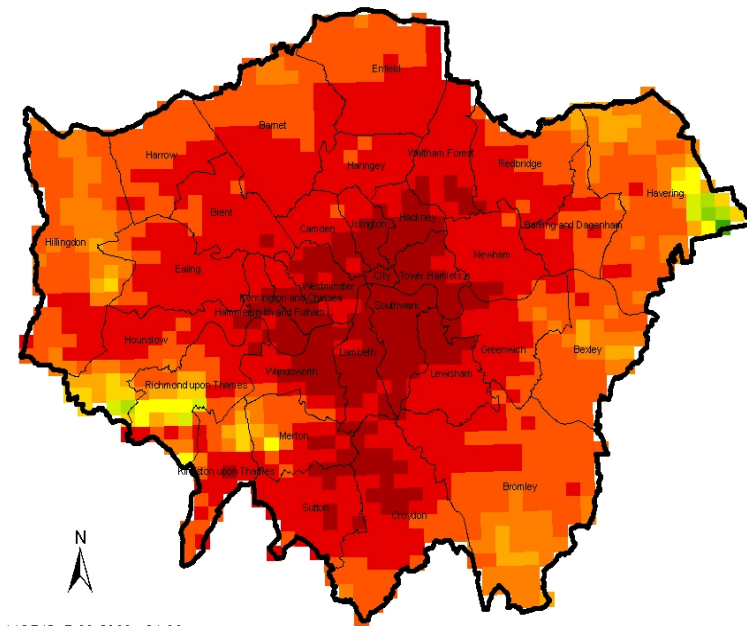 Enfield
Barnet
Harrow
Haringey
Waltham Forest
Redbridge
Havering
Brent
Camden
Islington
Hackney
Barking and Dagenham
Hillingdon
Ealing
Newham
Westminster
City
Tower Hamlets
Kensington and Chelsea
Hammersmith and Fulham
Southwark
Hounslow
Lambeth
Greenwich
Bexley
Richmond upon Thames
Wandsworth
Lewisham
Merton
Kingston upon Thames
Bromley
Sutton
Croydon
N